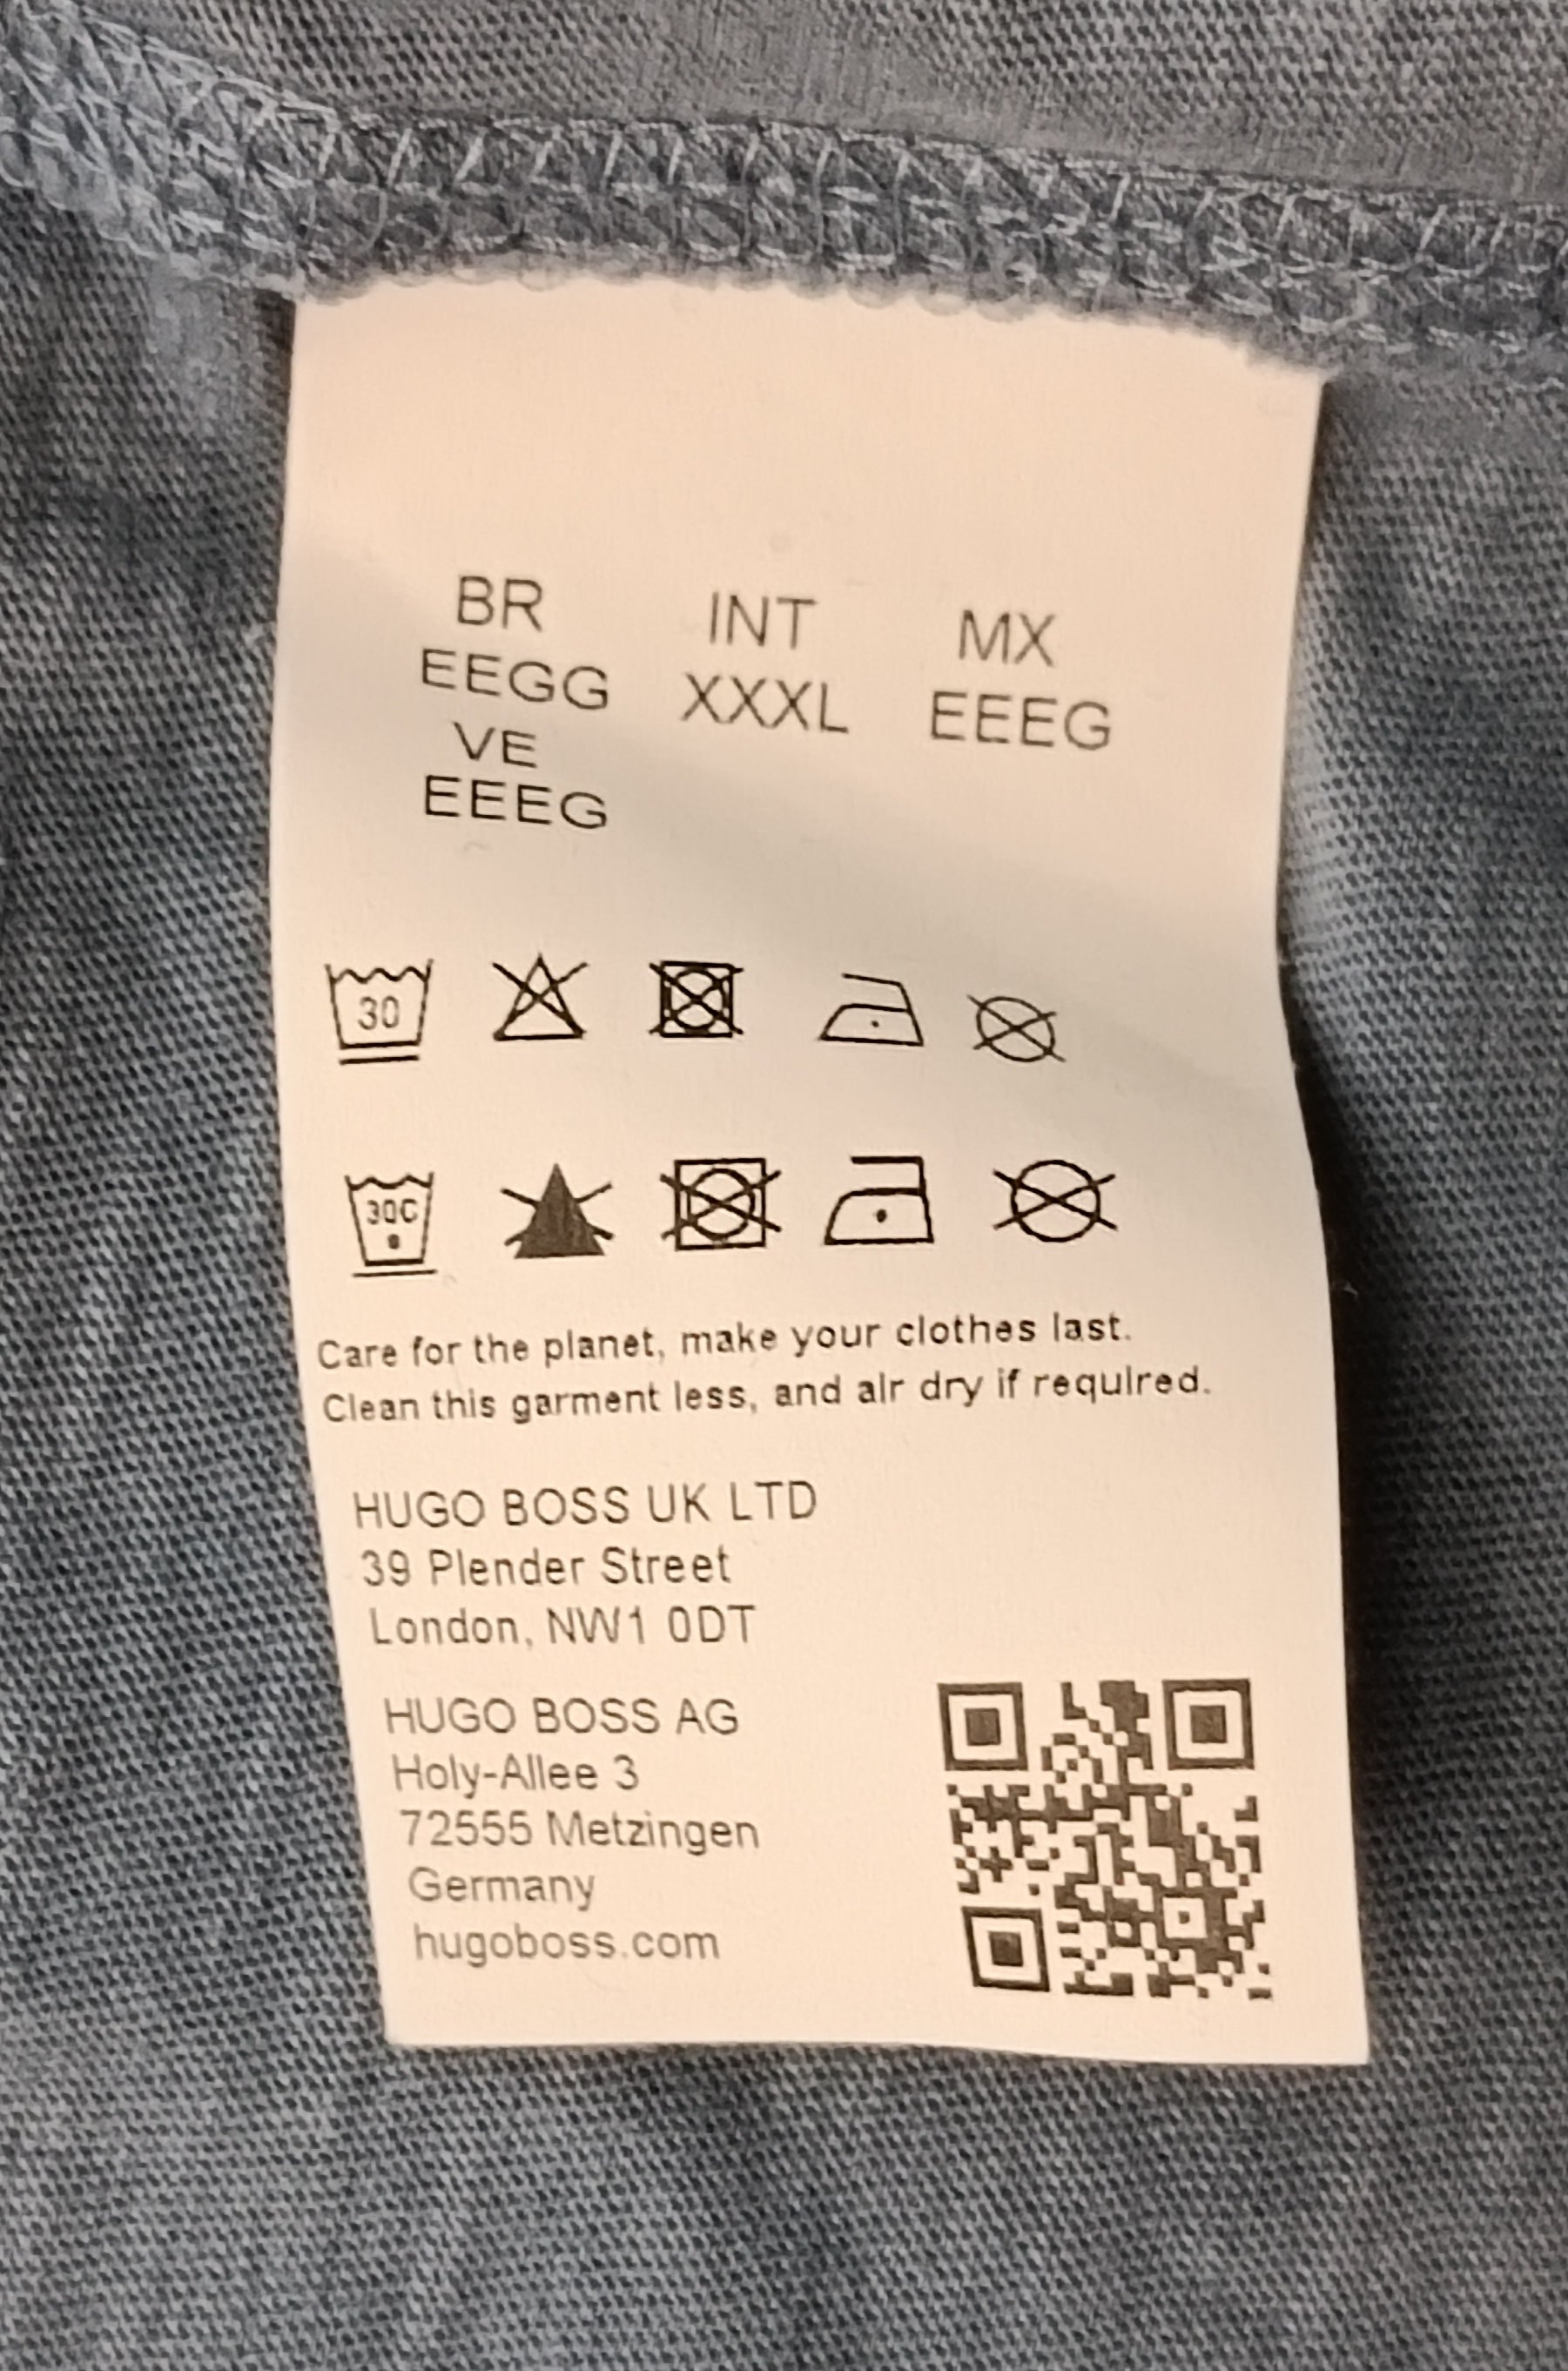 BR INT MX
EEGG XXXL EEEG
VE
EEEG
30
30C
Care for the planet, make your clothes last.
Clean this garment less, and air dry if required.
HUGO BOSS UK LTD
39 Plender Street
London, NW1 0DT
HUGO BOSS AG
Holy-Allee 3
72555 Metzingen
Germany
hugoboss.com